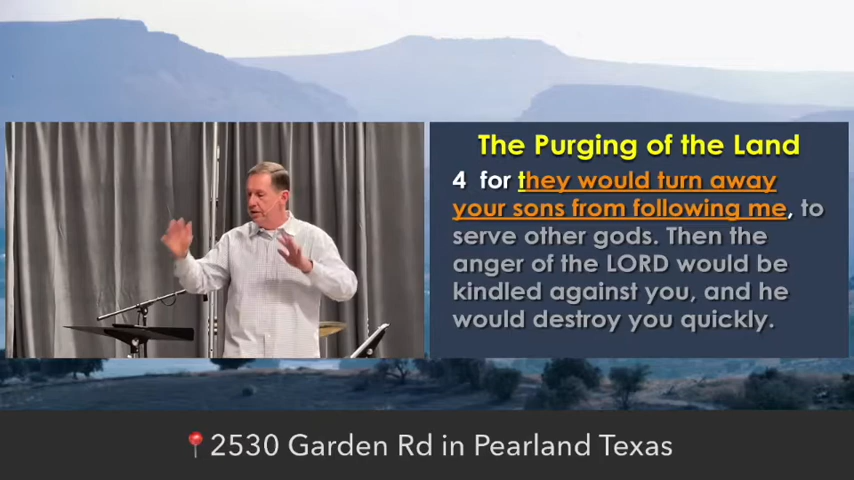 The Purging of the Land
4 for they would turn away
your sons from following me, to
serve other gods. Then the
anger of the LORD would be
kindled against you, and he
would destroy you quickly.
📍2530 Garden Rd in Pearland Texas